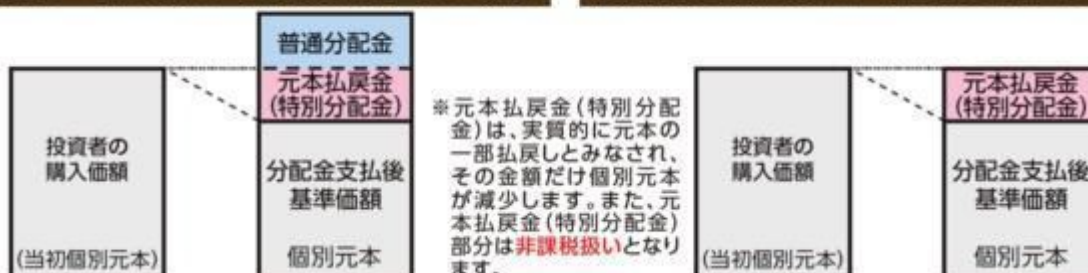 普通分配金
元本払戻金
(特別分配金)
投資者の
購入価額
(当初個別元本)
分配金支払後
基準価額
個別元本
※元本払戻金(特別分配
金)は、実質的に元本の
一部払戻しとみなされ、
その金額だけ個別元本
が減少します。また、元
本払戻金(特別分配金)
部分は非課税扱いとなり
ます。
投資者の
購入価額
(当初個別元本)
元本払戻金
(特別分配金)
分配金支払後
基準価額
個別元本